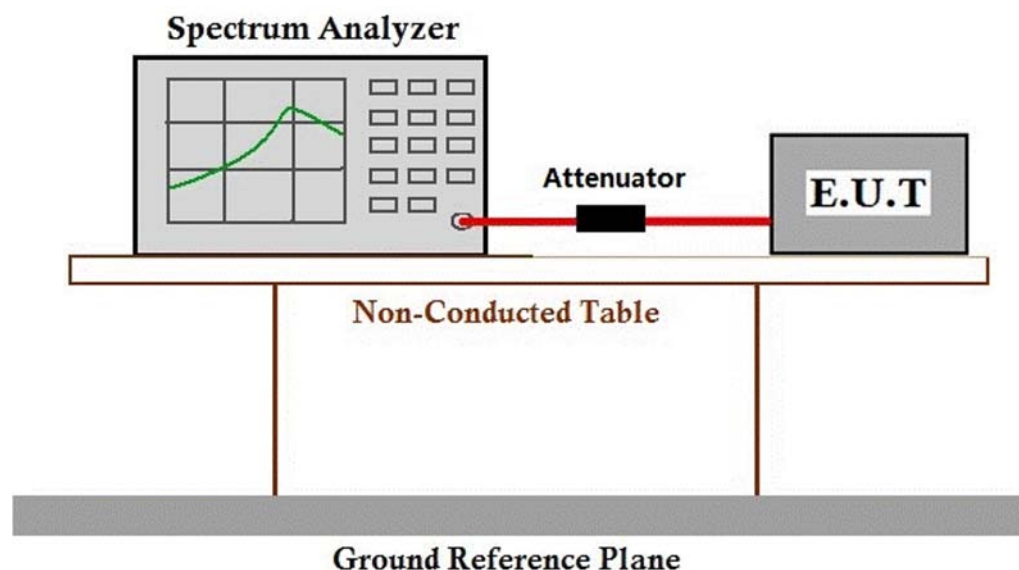 Spectrum Analyzer
Attenuator
E.U.T
Non-Conducted Table
Ground Reference Plane